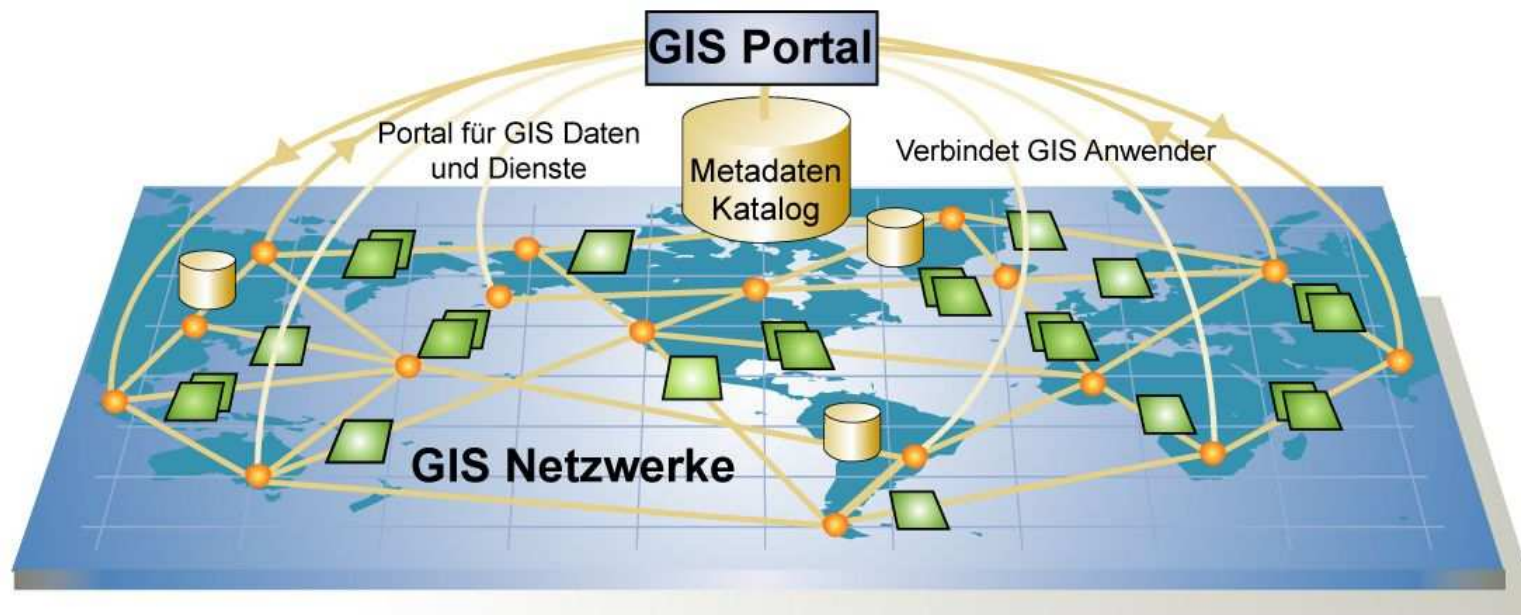 GIS Portal
Portal für GIS Daten
und Dienste
Metadaten
Katalog
Verbindet GIS Anwender
GIS Netzwerke